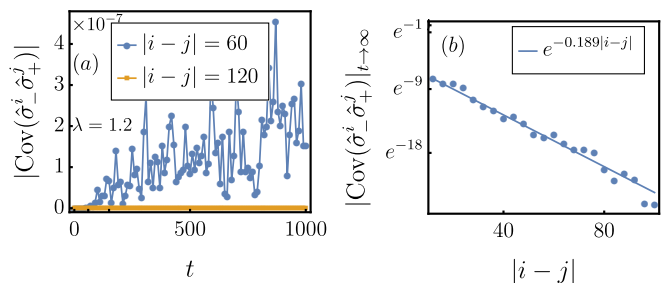 ×10⁻⁷
(a)
|i − j| = 60
|i − j| = 120
λ = 1.2
|Cov(σ̂₋ⁱ σ̂₊ʲ)|
4
3
2
1
0
0
500
1000
t
(b)
e^{−0.189|i−j|}
|Cov(σ̂₋ⁱ σ̂₊ʲ)|_{t→∞}
e⁻¹
e⁻⁹
e⁻¹⁸
40
80
|i − j|